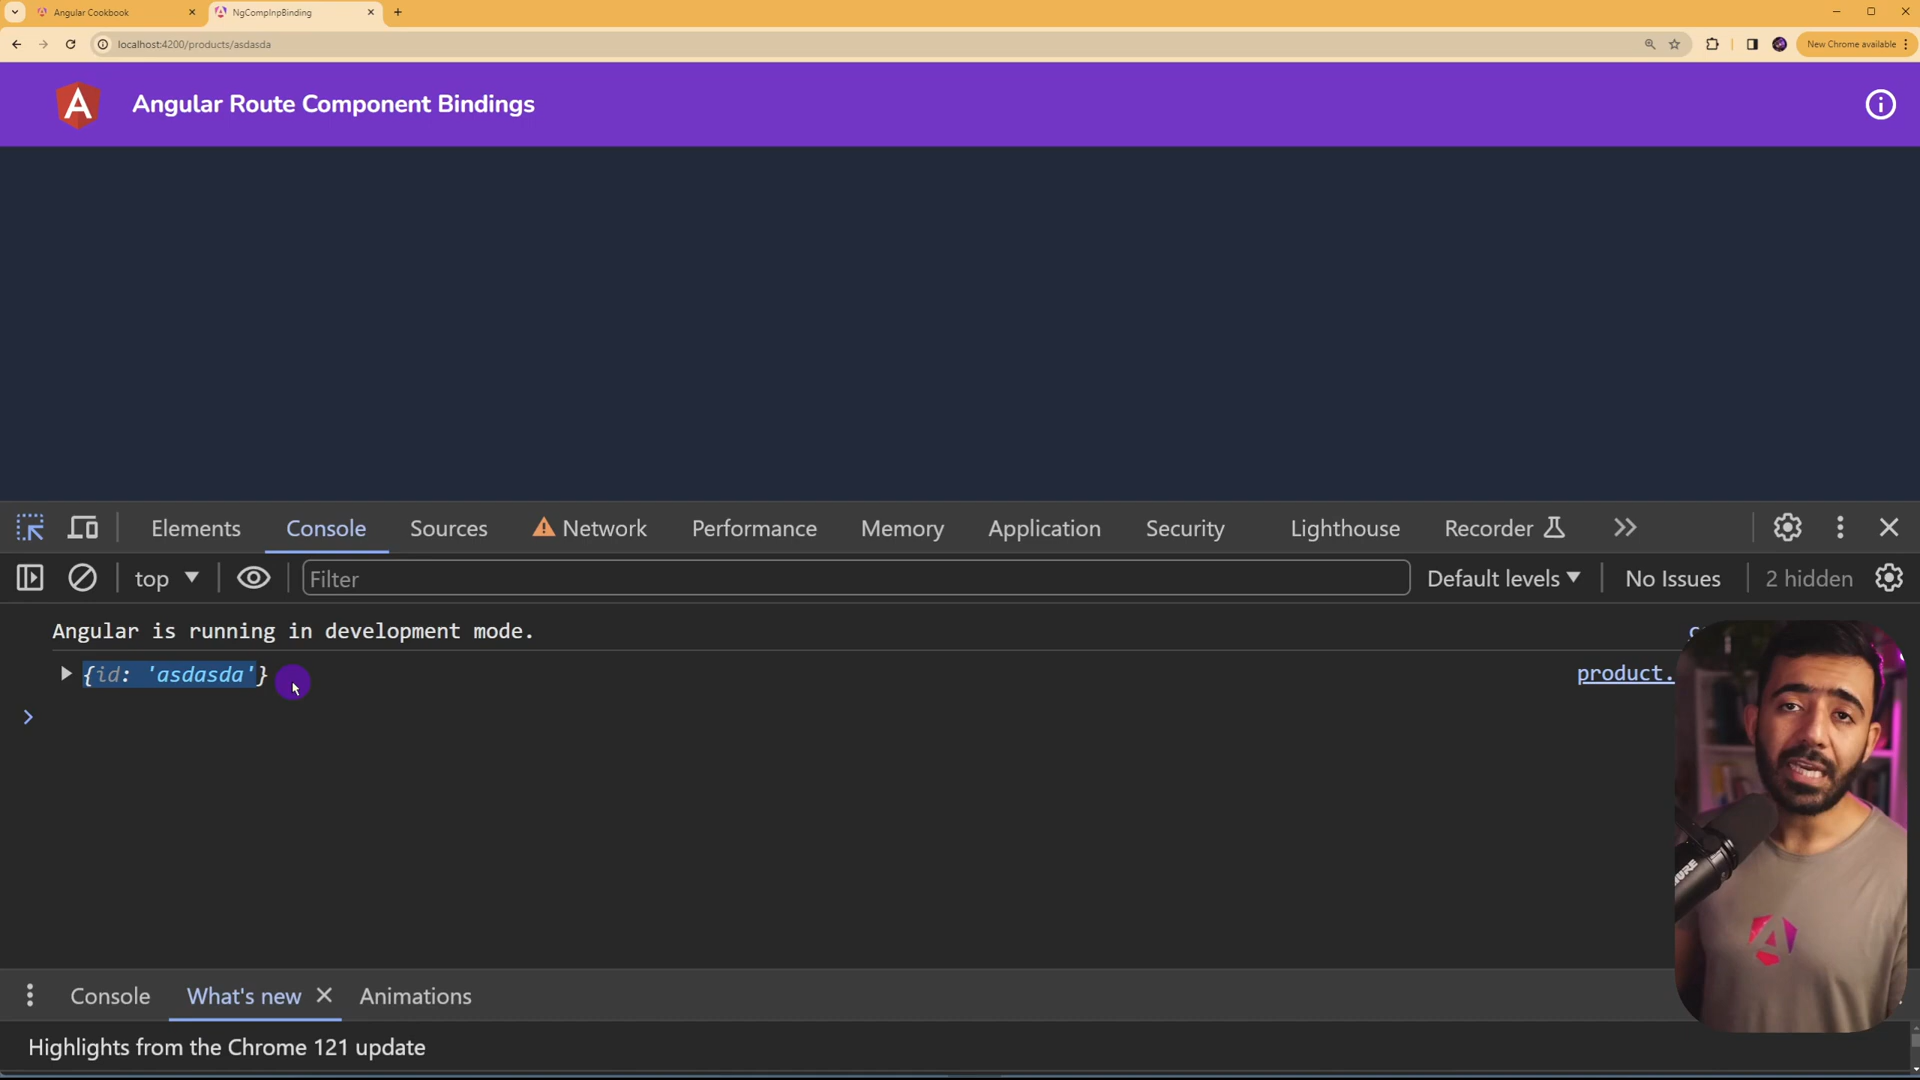 Angular Cookbook
NgCompInpBinding
localhost:4200/products/asdasda
New Chrome available
Angular Route Component Bindings
Elements
Console
Sources
Network
Performance
Memory
Application
Security
Lighthouse
Recorder
top
Filter
Default levels
No Issues
2 hidden
Angular is running in development mode.
{id: 'asdasda'}
product.
Console
What's new
Animations
Highlights from the Chrome 121 update